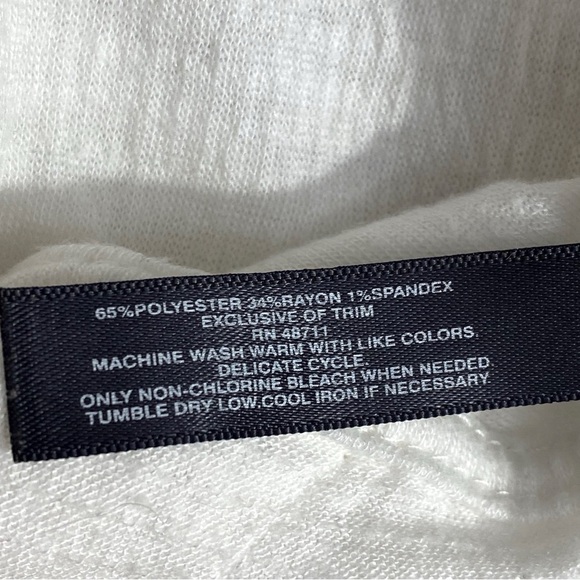 65%POLYESTER 34%RAYON 1%SPANDEX
EXCLUSIVE OF TRIM
RN 48711
MACHINE WASH WARM WITH LIKE COLORS.
DELICATE CYCLE.
ONLY NON-CHLORINE BLEACH WHEN NEEDED
TUMBLE DRY LOW.COOL IRON IF NECESSARY